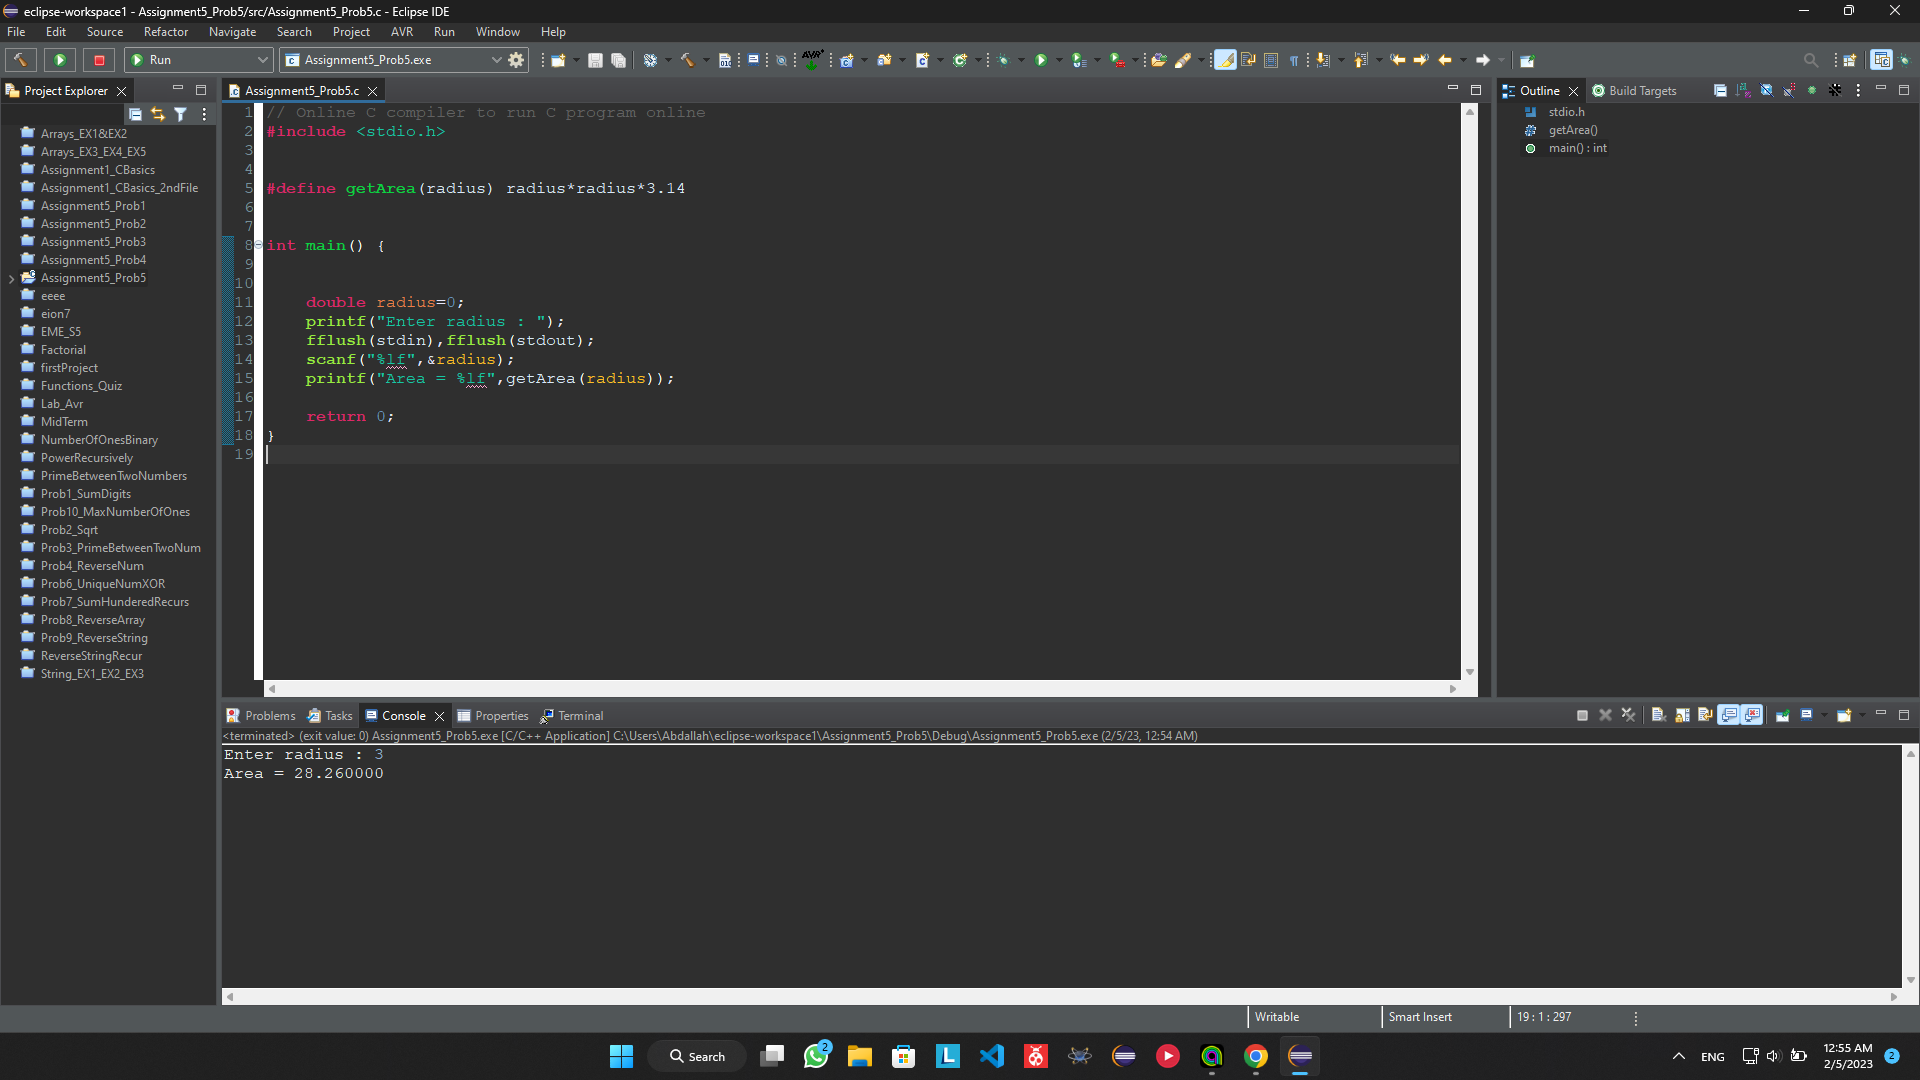 eclipse-workspace1 - Assignment5_Prob5/src/Assignment5_Prob5.c - Eclipse IDE
File Edit Source Refactor Navigate Search Project AVR Run Window Help
Run Assignment5_Prob5.exe
Project Explorer
Arrays_EX1&EX2
Arrays_EX3_EX4_EX5
Assignment1_CBasics
Assignment1_CBasics_2ndFile
Assignment5_Prob1
Assignment5_Prob2
Assignment5_Prob3
Assignment5_Prob4
Assignment5_Prob5
eeee
eion7
EME_S5
Factorial
firstProject
Functions_Quiz
Lab_Avr
MidTerm
NumberOfOnesBinary
PowerRecursively
PrimeBetweenTwoNumbers
Prob1_SumDigits
Prob10_MaxNumberOfOnes
Prob2_Sqrt
Prob3_PrimeBetweenTwoNum
Prob4_ReverseNum
Prob6_UniqueNumXOR
Prob7_SumHunderedRecurs
Prob8_ReverseArray
Prob9_ReverseString
ReverseStringRecur
String_EX1_EX2_EX3
Assignment5_Prob5.c
1 // Online C compiler to run C program online
2 #include <stdio.h>
3
4
5 #define getArea(radius) radius*radius*3.14
6
7
8 int main() {
9
10
11 double radius=0;
12 printf("Enter radius : ");
13 fflush(stdin),fflush(stdout);
14 scanf("%lf",&radius);
15 printf("Area = %lf",getArea(radius));
16
17 return 0;
18 }
19
Outline Build Targets
stdio.h
getArea()
main() : int
Problems Tasks Console Properties Terminal
<terminated> (exit value: 0) Assignment5_Prob5.exe [C/C++ Application] C:\Users\Abdallah\eclipse-workspace1\Assignment5_Prob5\Debug\Assignment5_Prob5.exe (2/5/23, 12:54 AM)
Enter radius : 3
Area = 28.260000
Writable Smart Insert 19 : 1 : 297
Search
2
L
ENG
12:55 AM
2/5/2023
2